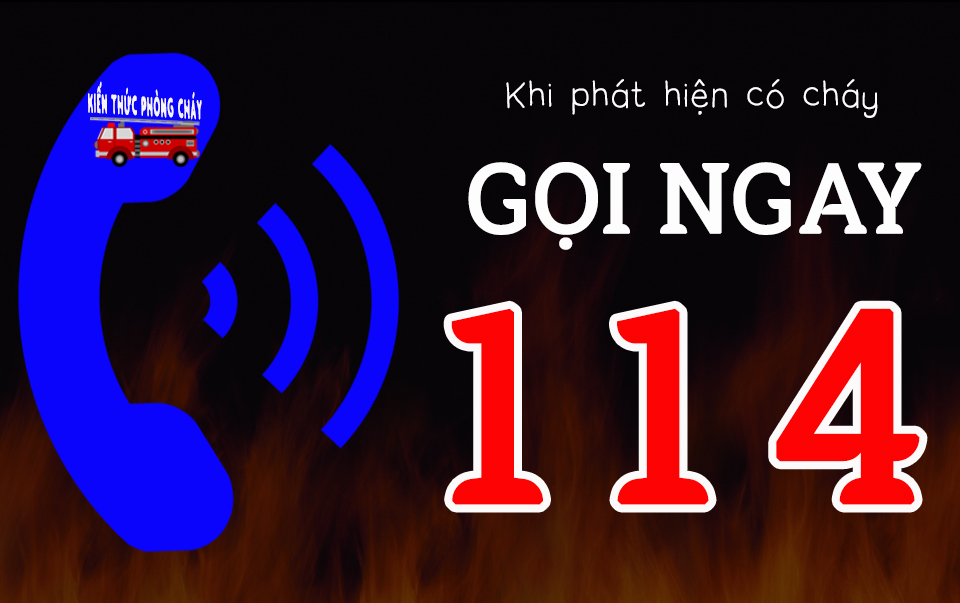 KIẾN THỨC PHÒNG CHÁY
Khi phát hiện có cháy
GỌI NGAY
114